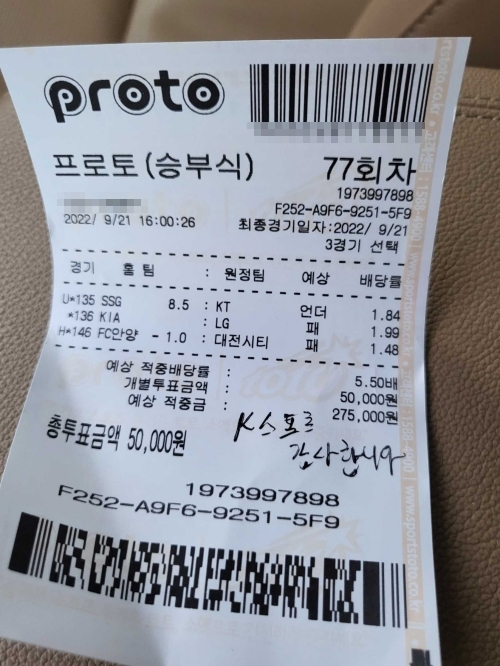 proto
프로토(승부식) 77회차
1973997898
F252-A9F6-9251-5F9
2022/ 9/21 16:00:26 최종경기일자:2022/ 9/21
3경기 선택
경기 홈 팀 : 원정팀 예상 배당률
U*135 SSG 8.5 : KT 언더 1.84
*136 KIA : LG 패 1.99
H*146 FC안양 - 1.0 : 대전시티 패 1.48
예상 적중배당률 : 5.50배
개별투표금액 : 50,000원
예상 적중금 : 275,000원
총투표금액 50,000원
K스포츠
감사합니다
1973997898
F252-A9F6-9251-5F9
www.sportstoto.co.kr